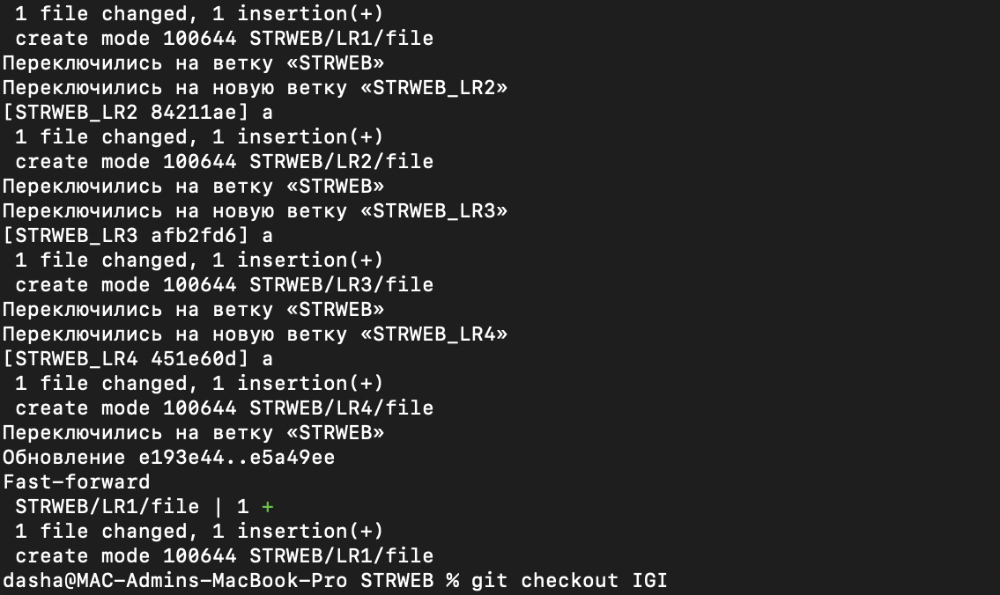 1 file changed, 1 insertion(+)
create mode 100644 STRWEB/LR1/file
Переключились на ветку «STRWEB»
Переключились на новую ветку «STRWEB_LR2»
[STRWEB_LR2 84211ae] a
1 file changed, 1 insertion(+)
create mode 100644 STRWEB/LR2/file
Переключились на ветку «STRWEB»
Переключились на новую ветку «STRWEB_LR3»
[STRWEB_LR3 afb2fd6] a
1 file changed, 1 insertion(+)
create mode 100644 STRWEB/LR3/file
Переключились на ветку «STRWEB»
Переключились на новую ветку «STRWEB_LR4»
[STRWEB_LR4 451e60d] a
1 file changed, 1 insertion(+)
create mode 100644 STRWEB/LR4/file
Переключились на ветку «STRWEB»
Обновление e193e44..e5a49ee
Fast-forward
STRWEB/LR1/file | 1 +
1 file changed, 1 insertion(+)
create mode 100644 STRWEB/LR1/file
dasha@MAC-Admins-MacBook-Pro STRWEB % git checkout IGI